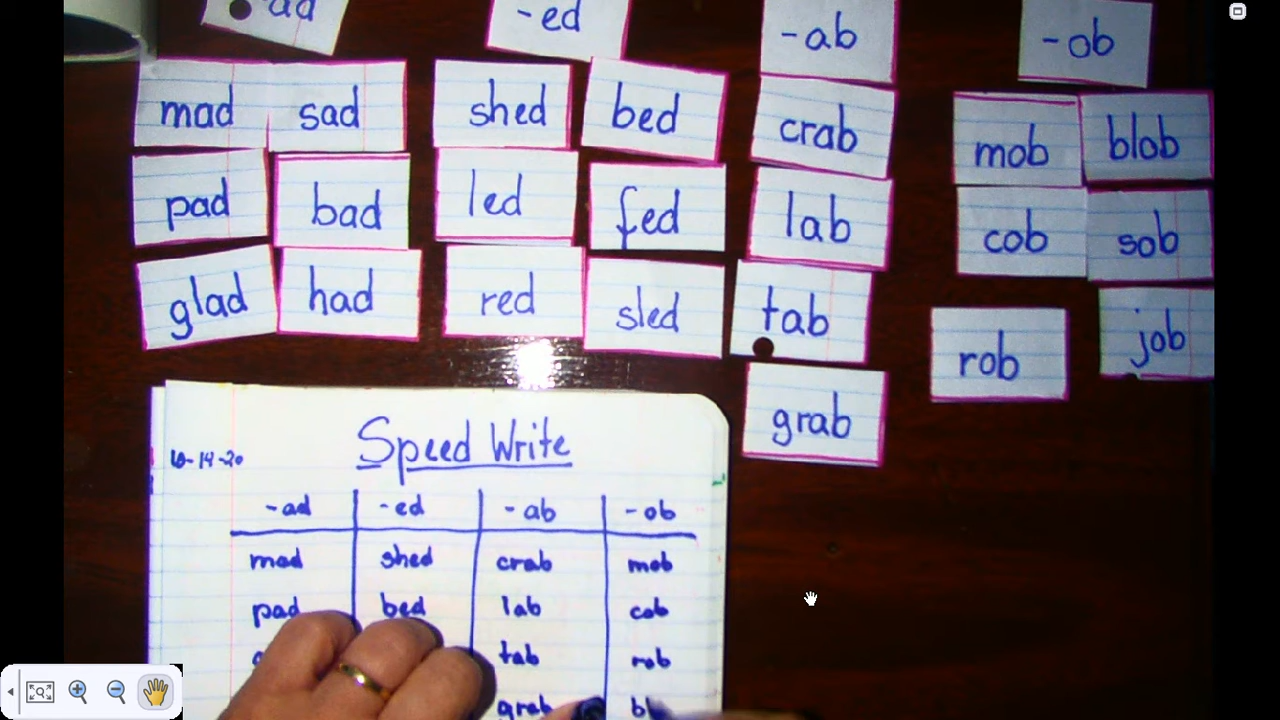 -ad -ed -ab -ob
mad sad shed bed crab mob blob
pad bad led fed lab cob sob
glad had red sled tab rob job
grab
Speed Write
10-14-20
-ad -ed -ab -ob
mad shed crab mob
pad bed lab cob
tab rob
grab